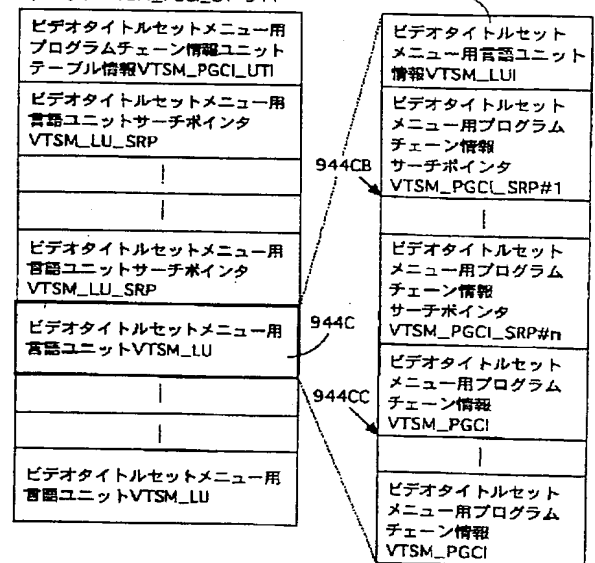 ビデオタイトルセットメニュー用
プログラムチェーン情報ユニット
テーブル情報VTSM_PGCI_UTI
ビデオタイトルセットメニュー用
言語ユニットサーチポインタ
VTSM_LU_SRP
ビデオタイトルセットメニュー用
言語ユニットサーチポインタ
VTSM_LU_SRP
ビデオタイトルセットメニュー用
言語ユニットVTSM_LU
ビデオタイトルセットメニュー用
言語ユニットVTSM_LU
944C
944CB
944CC
ビデオタイトルセット
メニュー用言語ユニット
情報VTSM_LUI
ビデオタイトルセット
メニュー用プログラム
チェーン情報
サーチポインタ
VTSM_PGCI_SRP#1
ビデオタイトルセット
メニュー用プログラム
チェーン情報
サーチポインタ
VTSM_PGCI_SRP#n
ビデオタイトルセット
メニュー用プログラム
チェーン情報
VTSM_PGCI
ビデオタイトルセット
メニュー用プログラム
チェーン情報
VTSM_PGCI